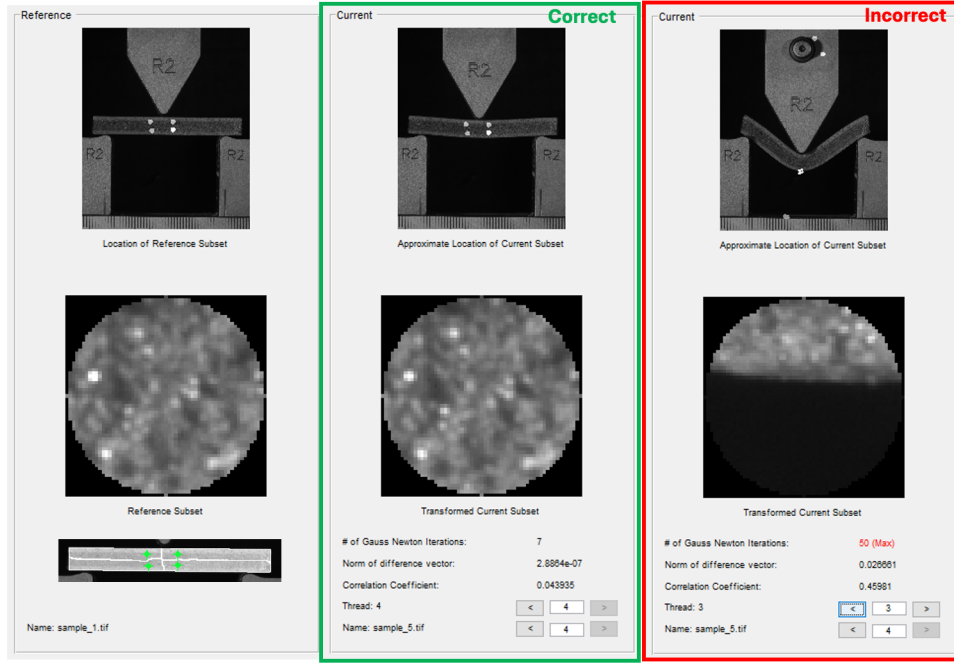 Reference
R2
R2
R2
Location of Reference Subset
Reference Subset
Name: sample_1.tif
Current
Correct
R2
R2
R2
Approximate Location of Current Subset
Transformed Current Subset
# of Gauss Newton Iterations: 7
Norm of difference vector: 2.8864e-07
Correlation Coefficient: 0.043935
Thread: 4 < 4 >
Name: sample_5.tif < 4 >
Current
Incorrect
R2
R2
R2
Approximate Location of Current Subset
Transformed Current Subset
# of Gauss Newton Iterations: 50 (Max)
Norm of difference vector: 0.026661
Correlation Coefficient: 0.45981
Thread: 3 < 3 >
Name: sample_5.tif < 4 >